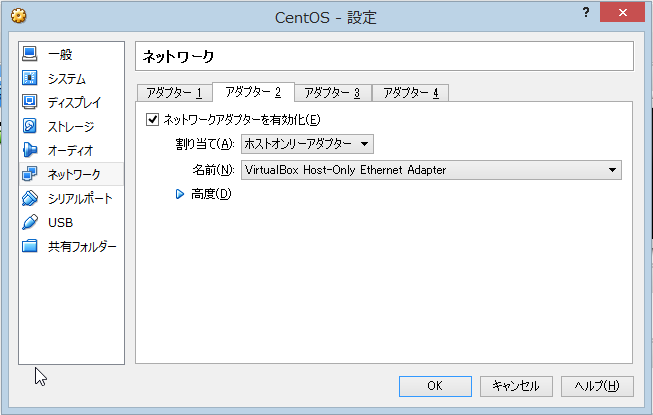 CentOS - 設定
?
一般
システム
ディスプレイ
ストレージ
オーディオ
ネットワーク
シリアルポート
USB
共有フォルダー
ネットワーク
アダプター 1 アダプター 2 アダプター 3 アダプター 4
ネットワークアダプターを有効化(E)
割り当て(A): ホストオンリーアダプター
名前(N): VirtualBox Host-Only Ethernet Adapter
高度(D)
OK キャンセル ヘルプ(H)